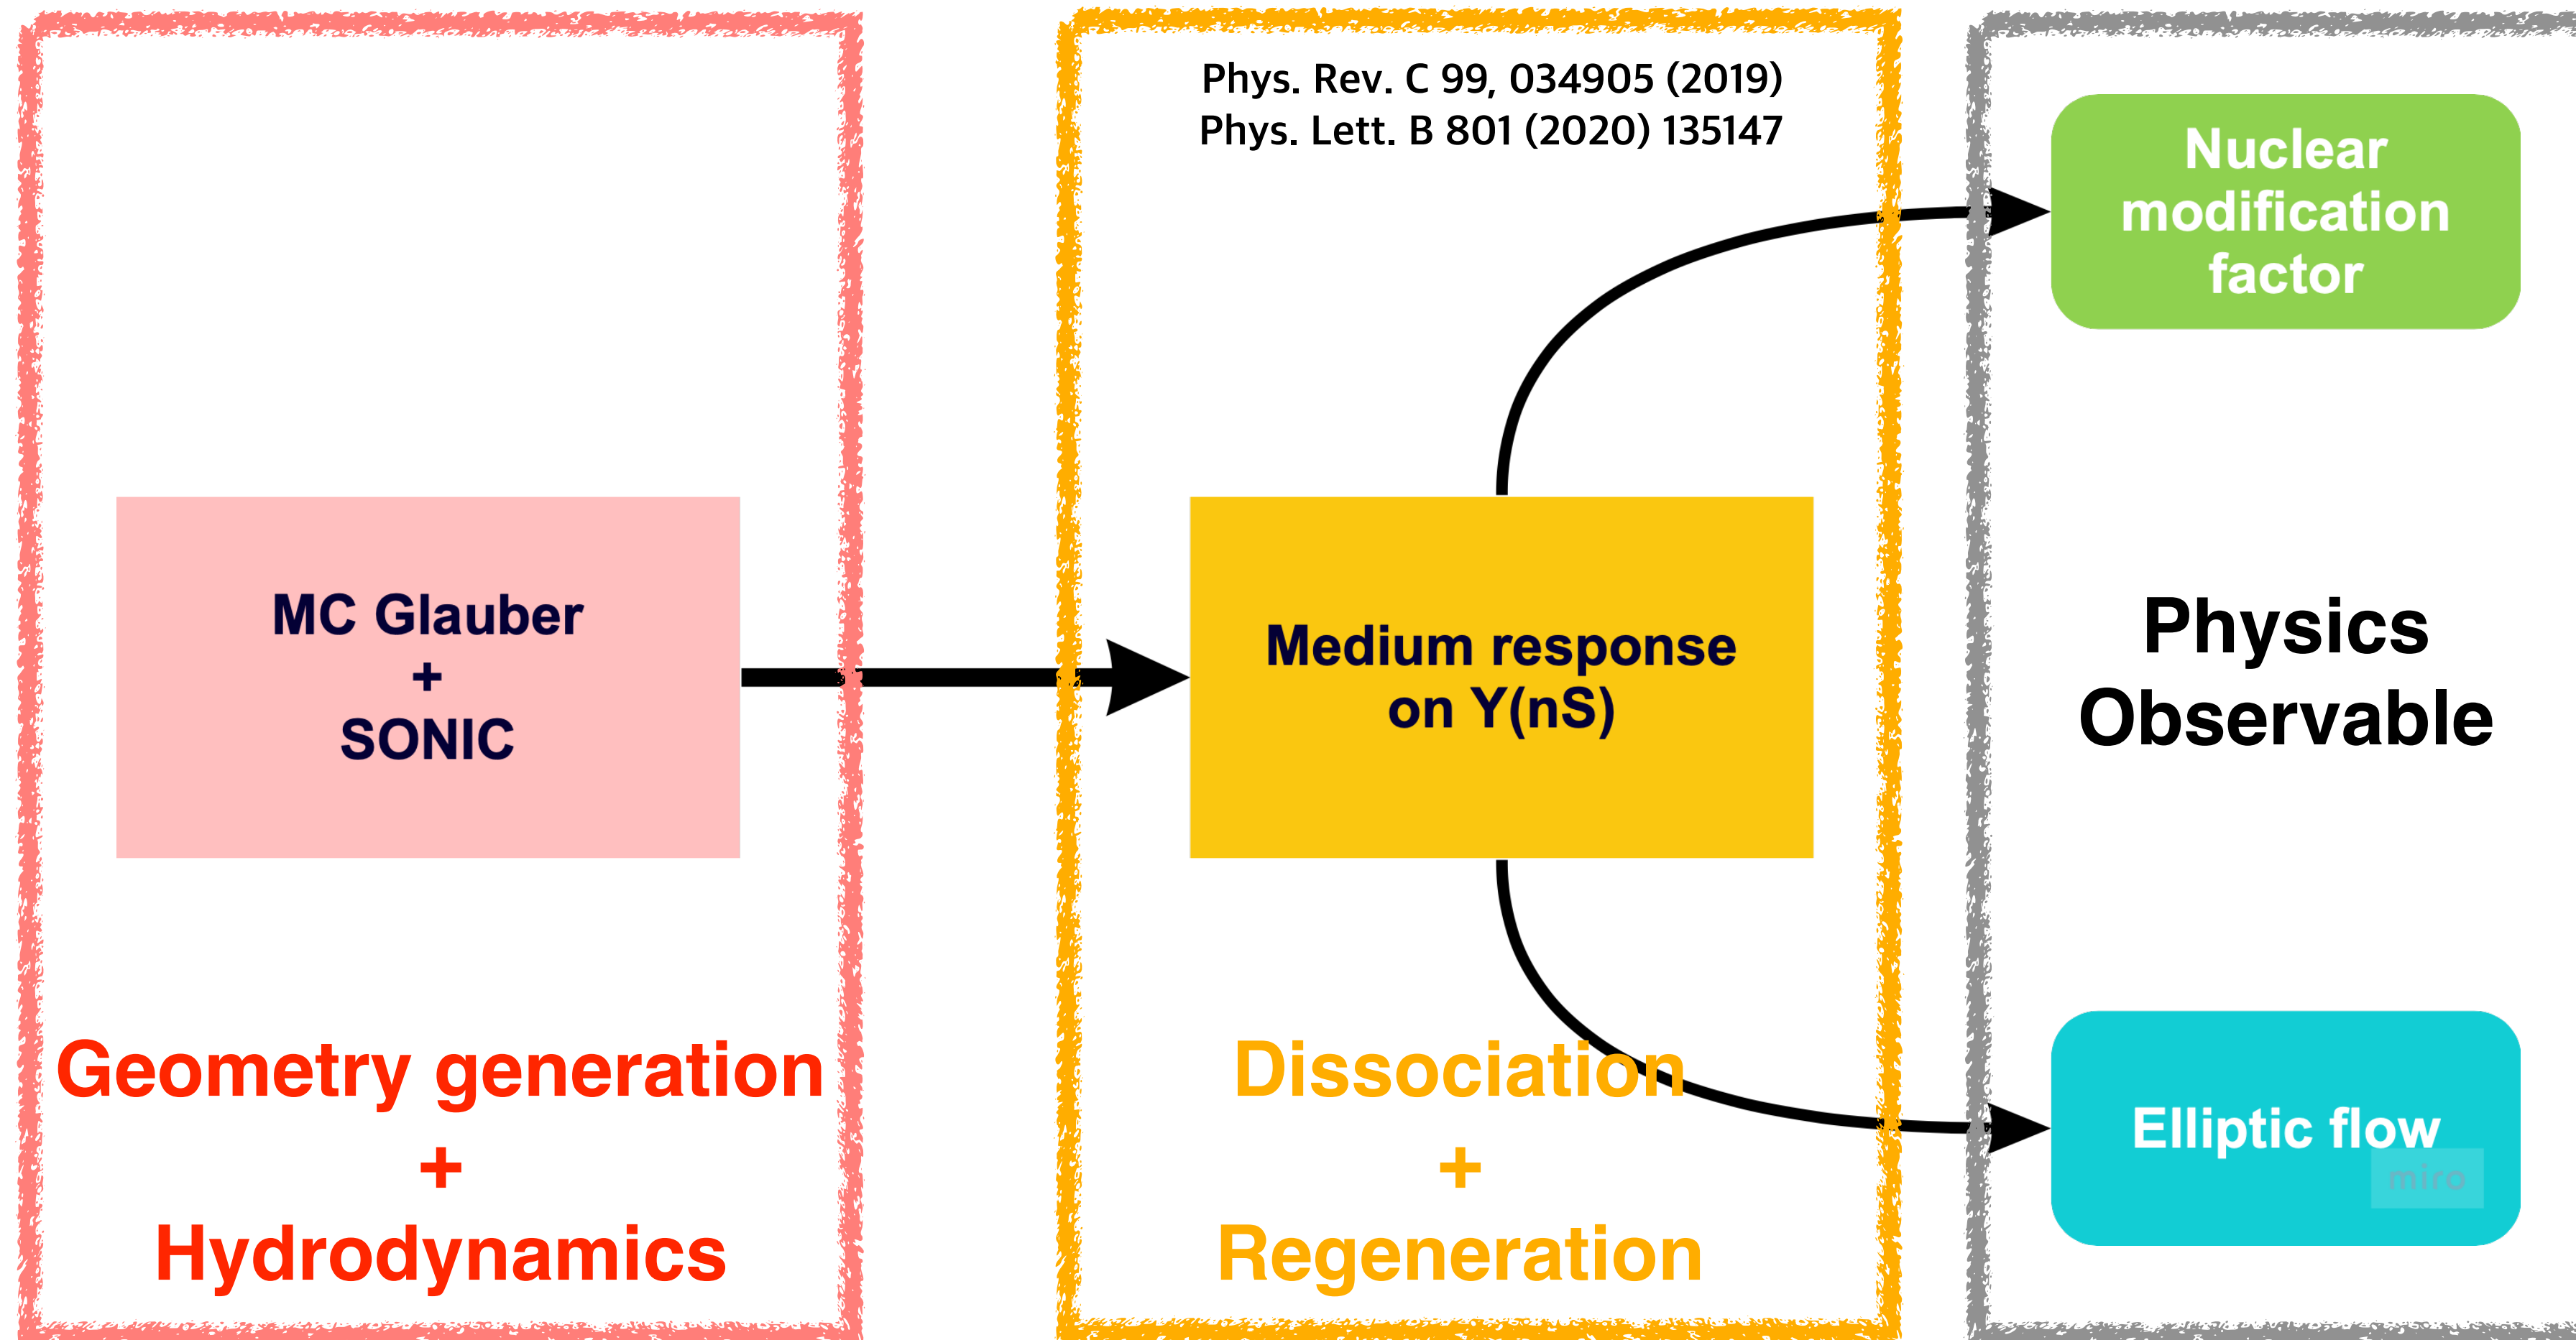 MC Glauber
+
SONIC
Geometry generation
+
Hydrodynamics
Phys. Rev. C 99, 034905 (2019)
Phys. Lett. B 801 (2020) 135147
Medium response
on Y(nS)
Dissociation
+
Regeneration
Nuclear
modification
factor
Physics
Observable
Elliptic flow
miro